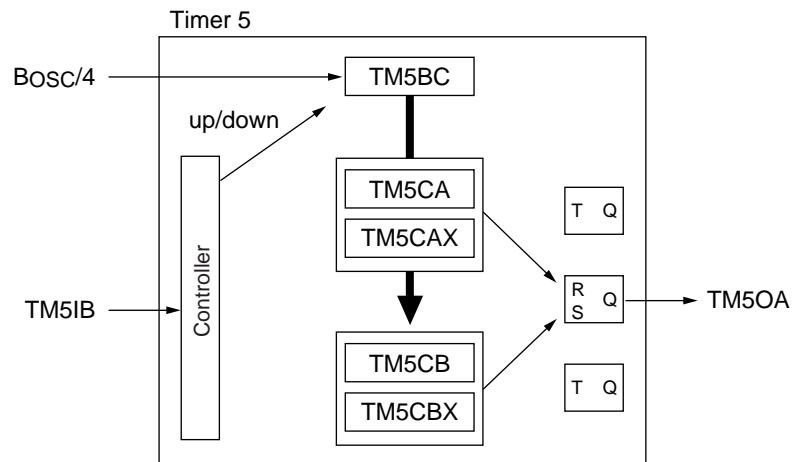 Timer 5
BOSC/4
TM5BC
up/down
TM5CA
TM5CAX
T Q
Controller
R
S
Q
TM5IB
TM5OA
TM5CB
TM5CBX
T Q